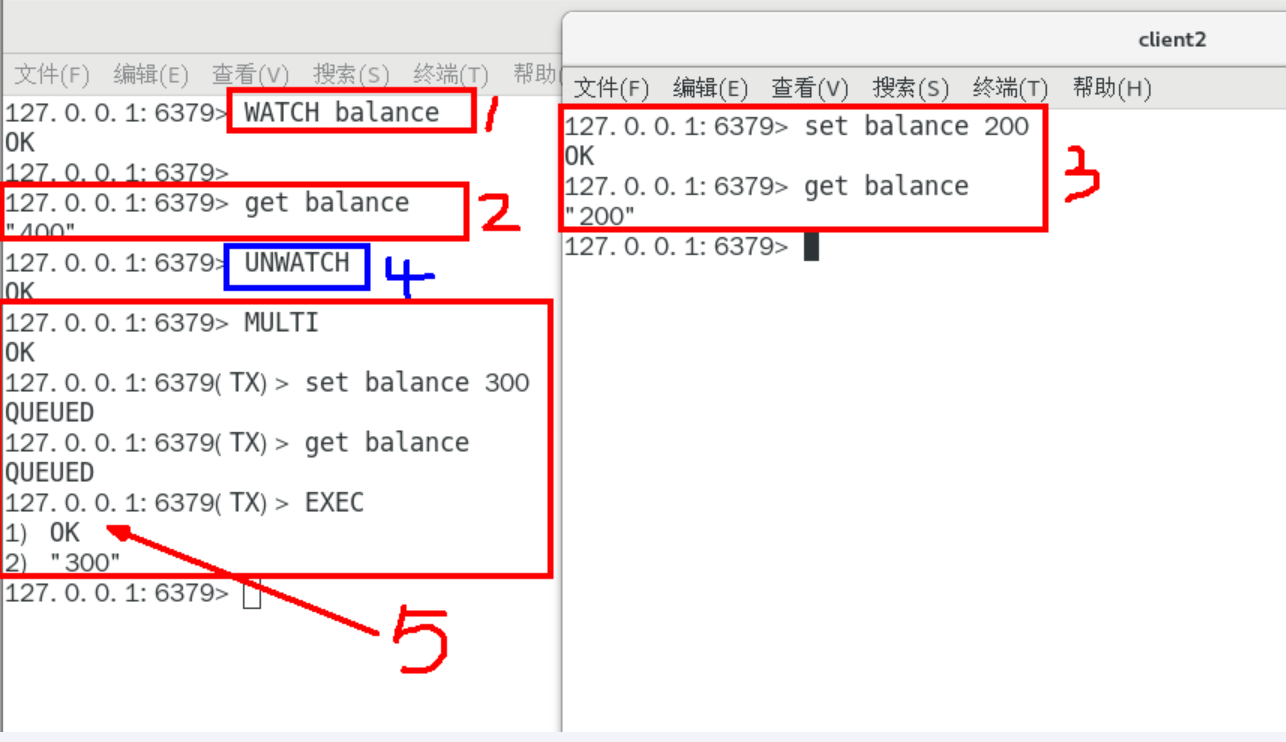 文件(F) 编辑(E) 查看(V) 搜索(S) 终端(T) 帮助(
127.0.0.1:6379> WATCH balance 1
OK
127.0.0.1:6379>
127.0.0.1:6379> get balance 2
"400"
127.0.0.1:6379> UNWATCH 4
OK
127.0.0.1:6379> MULTI
OK
127.0.0.1:6379(TX)> set balance 300
QUEUED
127.0.0.1:6379(TX)> get balance
QUEUED
127.0.0.1:6379(TX)> EXEC
1) OK
2) "300"
127.0.0.1:6379>
5
client2
文件(F) 编辑(E) 查看(V) 搜索(S) 终端(T) 帮助(H)
127.0.0.1:6379> set balance 200
OK
127.0.0.1:6379> get balance 3
"200"
127.0.0.1:6379>